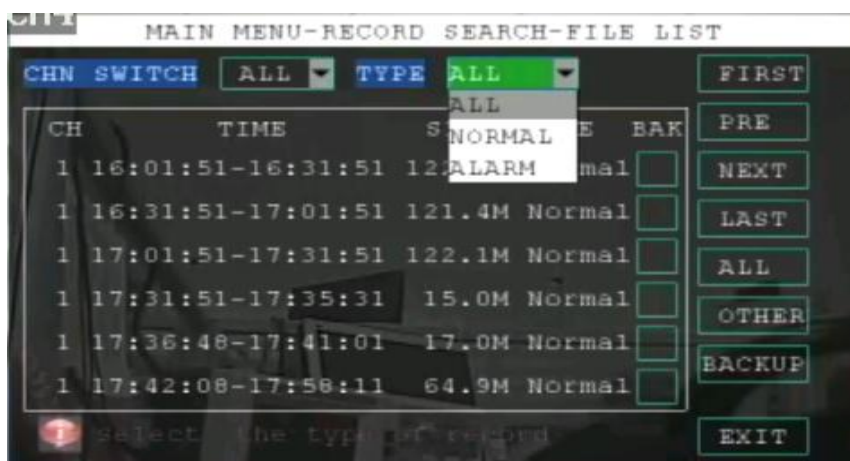 CH4
MAIN MENU-RECORD SEARCH-FILE LIST
CHN SWITCH ALL TYPE ALL FIRST
ALL
NORMAL
ALARM
CH TIME BAK PRE
1 16:01:51-16:31:51 NEXT
1 16:31:51-17:01:51 121.4M Normal LAST
1 17:01:51-17:31:51 122.1M Normal ALL
1 17:31:51-17:35:31 15.0M Normal OTHER
1 17:36:48-17:41:01 17.0M Normal BACKUP
1 17:42:08-17:58:11 64.9M Normal
select the type of record EXIT